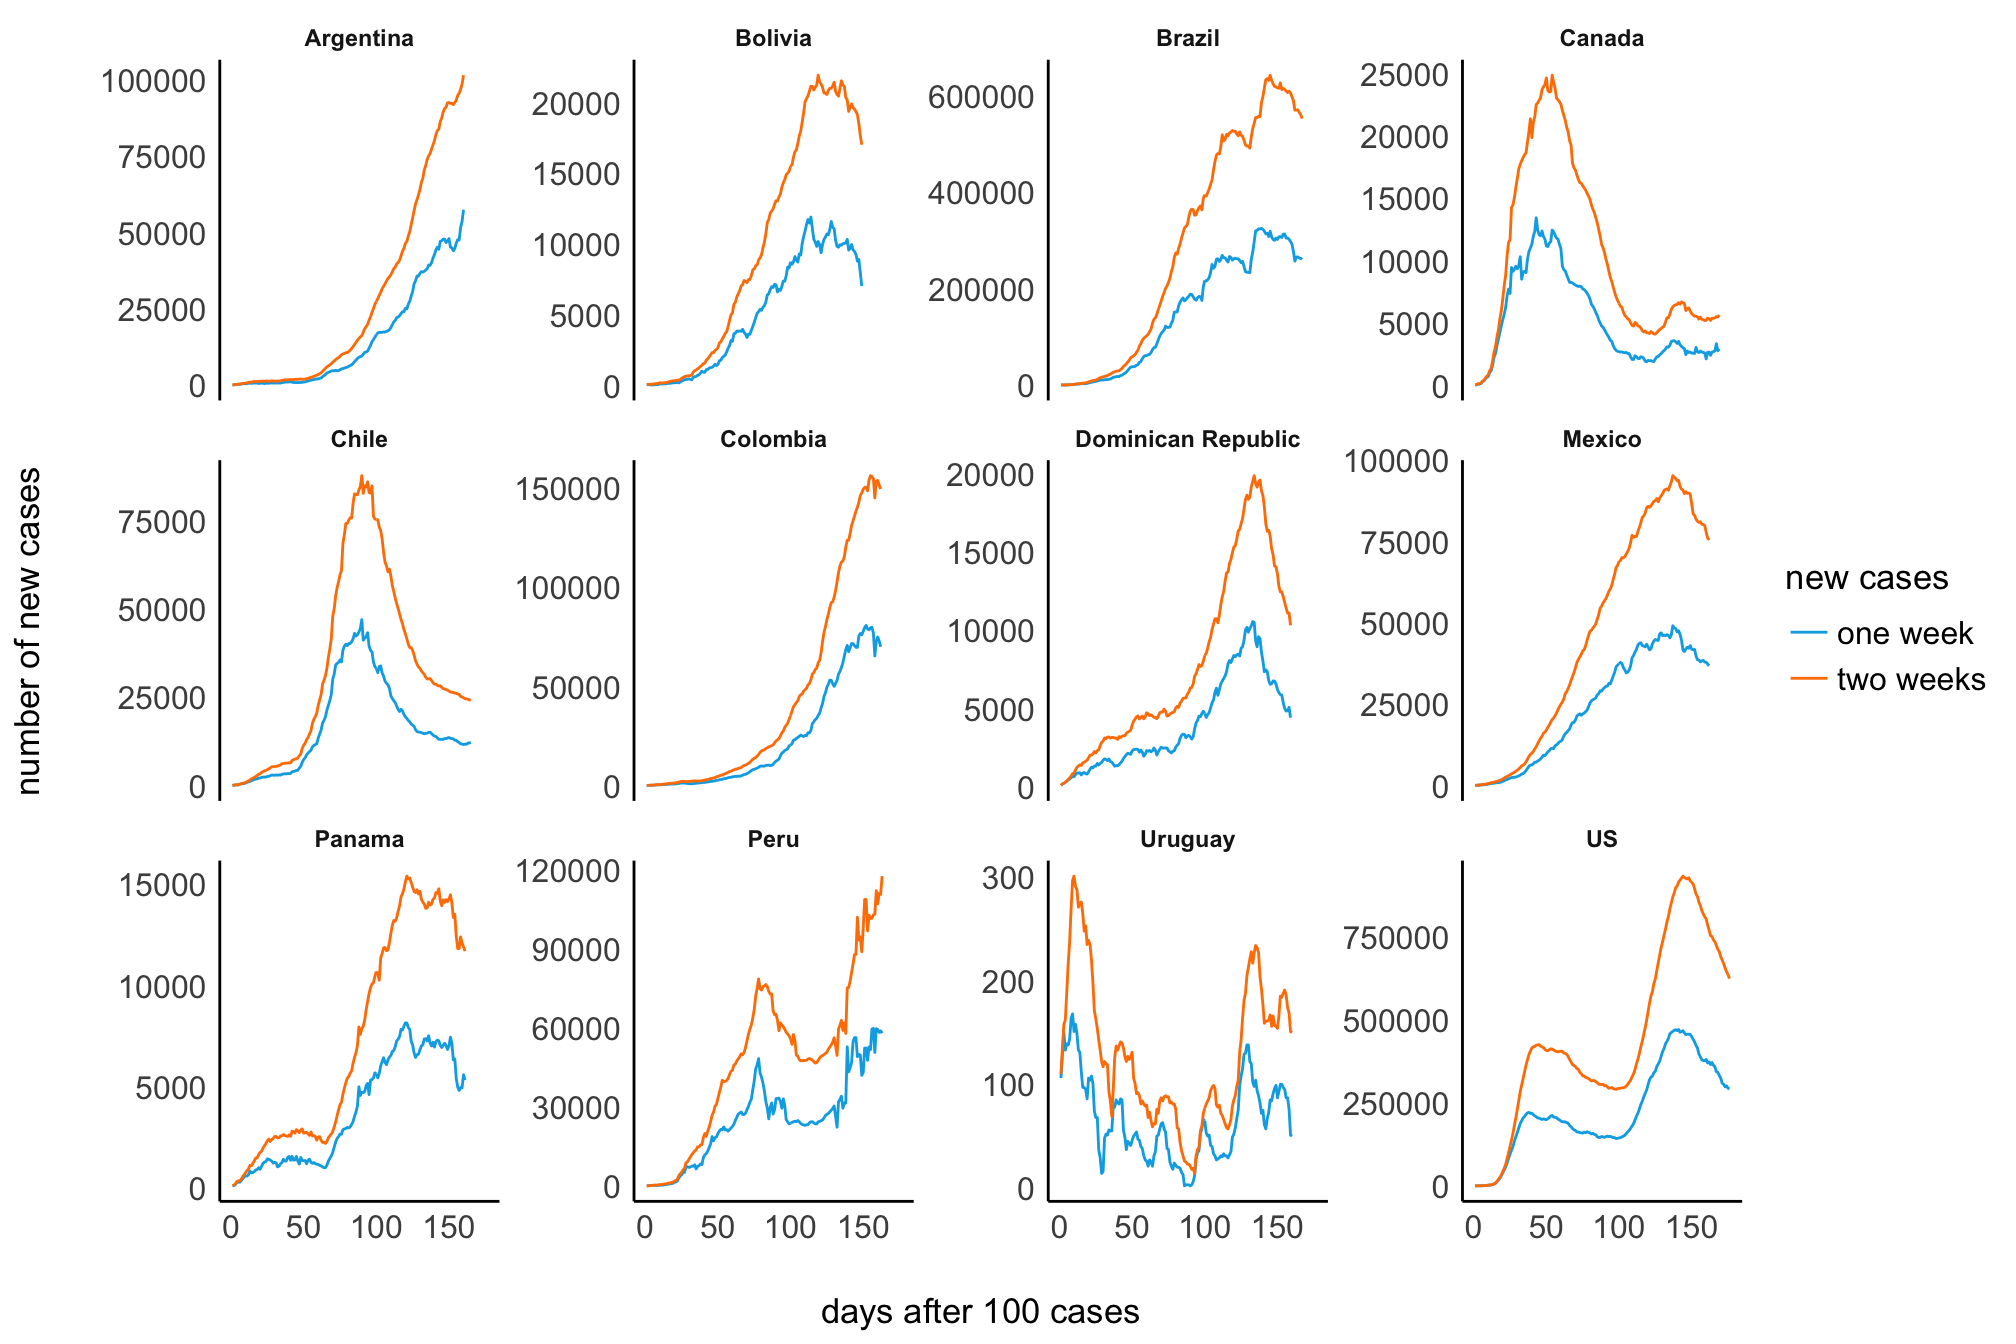 Argentina
Bolivia
Brazil
Canada
100000
75000
50000
25000
0
20000
15000
10000
5000
0
600000
400000
200000
0
25000
20000
15000
10000
5000
0
Chile
Colombia
Dominican Republic
Mexico
75000
50000
25000
0
150000
100000
50000
0
20000
15000
10000
5000
0
100000
75000
50000
25000
0
number of new cases
new cases
one week
two weeks
Panama
Peru
Uruguay
US
15000
10000
5000
0
120000
90000
60000
30000
0
300
200
100
0
750000
500000
250000
0
0 50 100 150
0 50 100 150
0 50 100 150
0 50 100 150
days after 100 cases